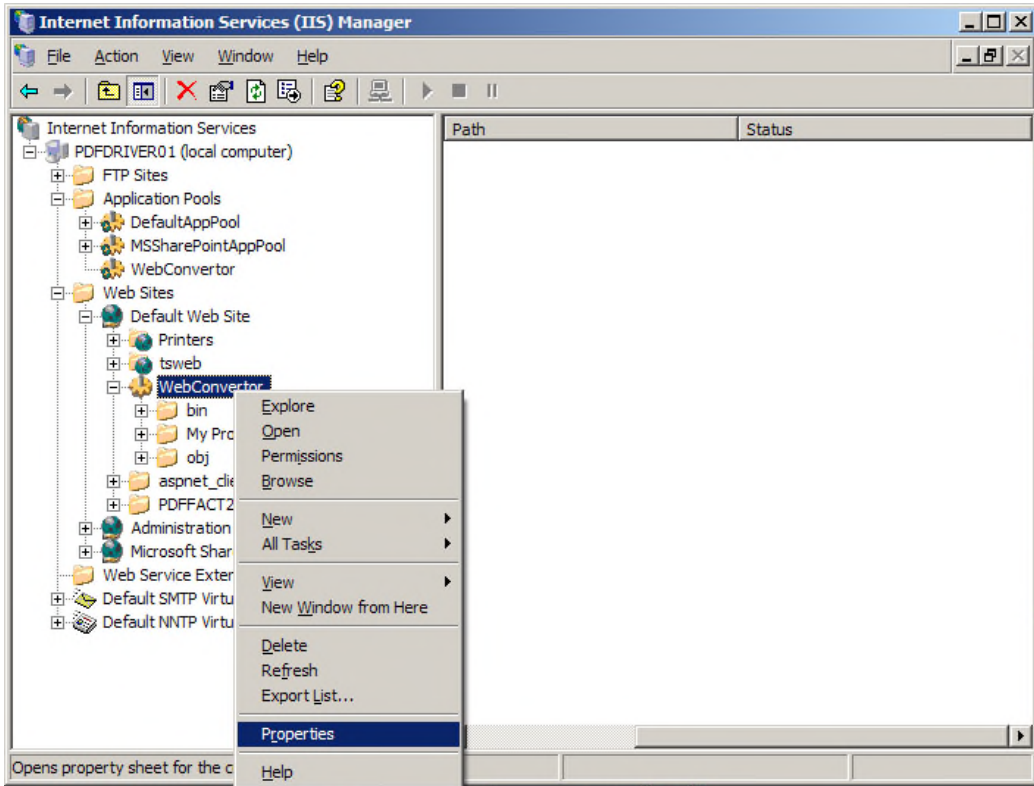 Internet Information Services (IIS) Manager
File Action View Window Help
Internet Information Services
PDFDRIVER01 (local computer)
FTP Sites
Application Pools
DefaultAppPool
MSSharePointAppPool
WebConvertor
Web Sites
Default Web Site
Printers
tsweb
WebConvertor
bin
My Pro
obj
aspnet_clie
PDFFACT2
Administration
Microsoft Shar
Web Service Exter
Default SMTP Virtu
Default NNTP Virtu
Path Status
Explore
Open
Permissions
Browse
New
All Tasks
View
New Window from Here
Delete
Refresh
Export List...
Properties
Help
Opens property sheet for the c